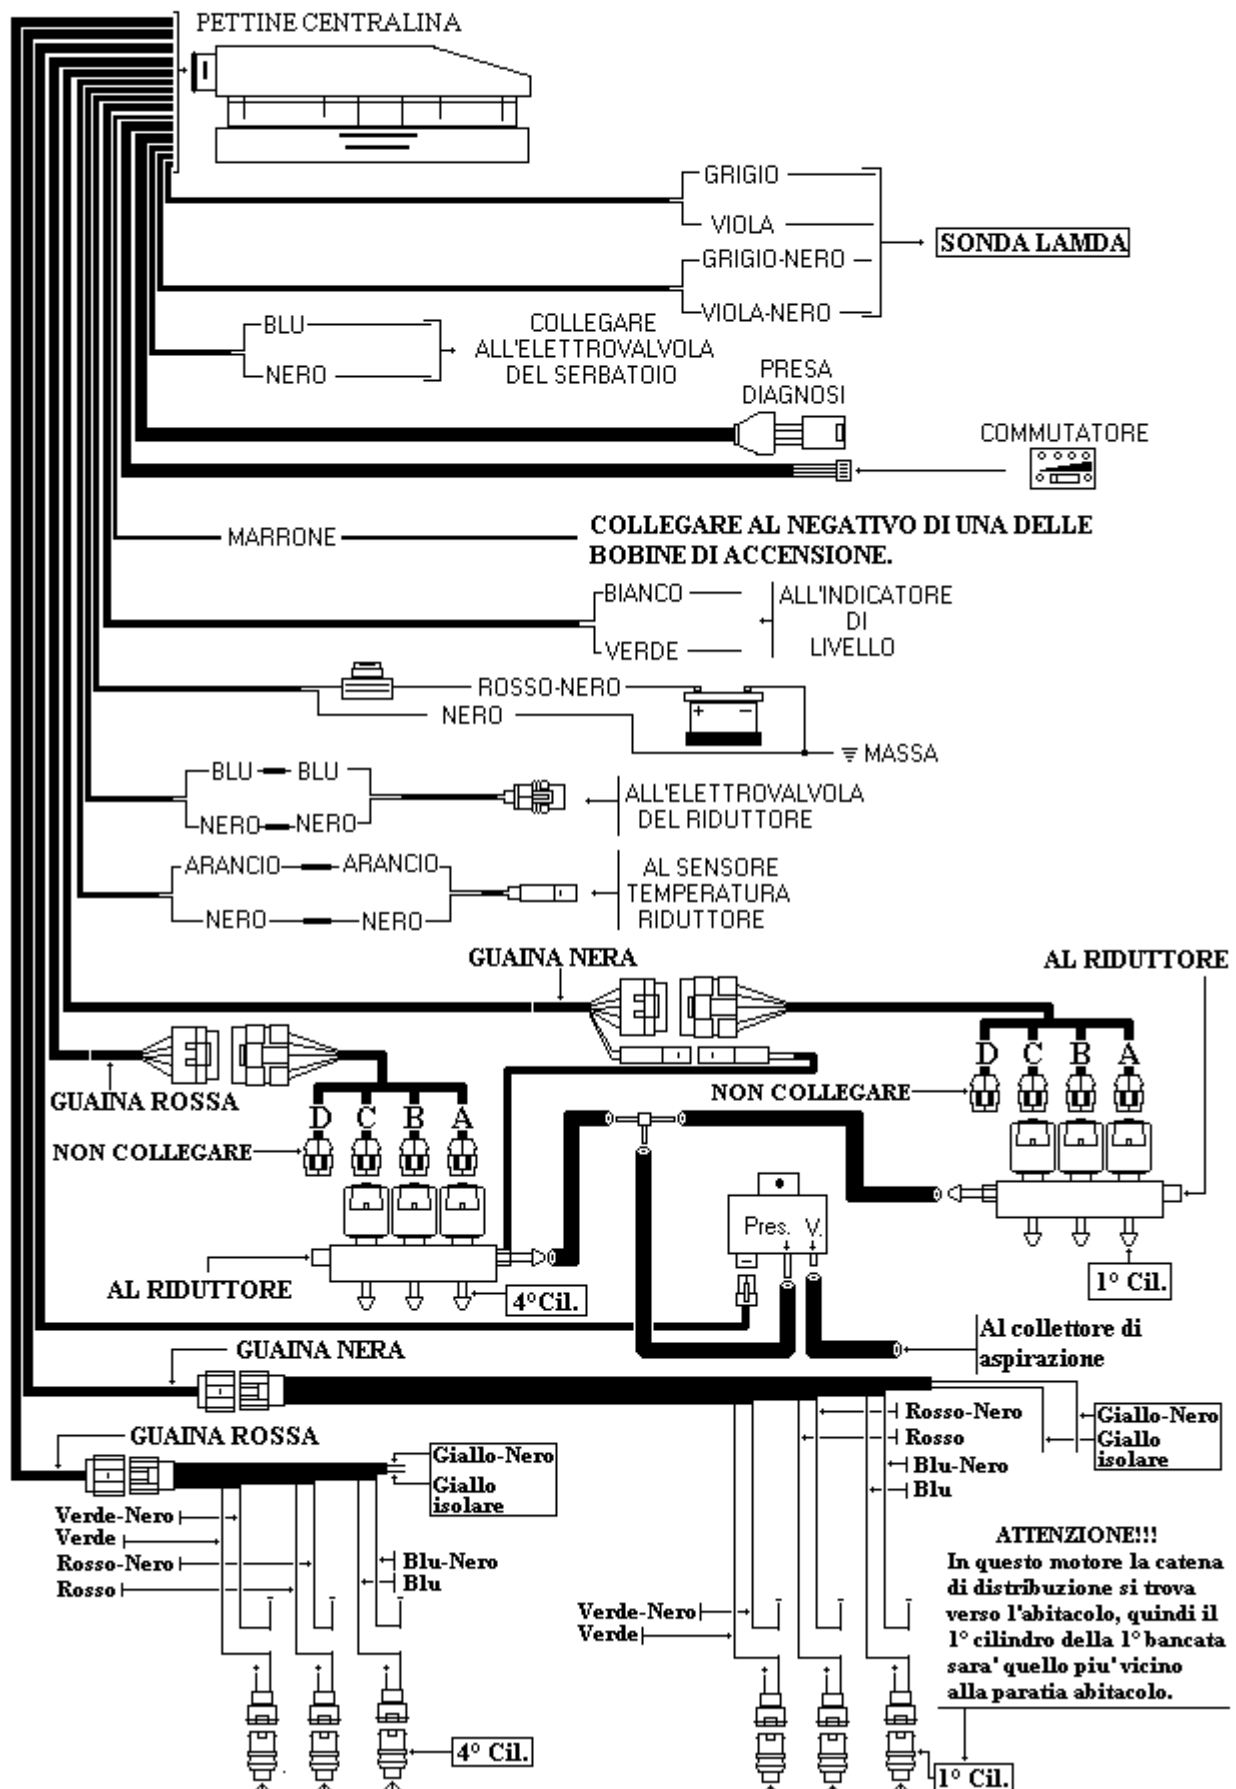 PETTINE CENTRALINA
GRIGIO
VIOLA
SONDA LAMDA
GRIGIO-NERO
VIOLA-NERO
BLU
NERO
COLLEGARE
ALL'ELETTROVALVOLA
DEL SERBATOIO
PRESA
DIAGNOSI
COMMUTATORE
MARRONE
COLLEGARE AL NEGATIVO DI UNA DELLE
BOBINE DI ACCENSIONE.
BIANCO
VERDE
ALL'INDICATORE
DI
LIVELLO
ROSSO-NERO
NERO
+ −
MASSA
BLU BLU
NERO NERO
ALL'ELETTROVALVOLA
DEL RIDUTTORE
ARANCIO ARANCIO
NERO NERO
AL SENSORE
TEMPERATURA
RIDUTTORE
GUAINA NERA
AL RIDUTTORE
D C B A
NON COLLEGARE
1° Cil.
GUAINA ROSSA
D C B A
NON COLLEGARE
AL RIDUTTORE
4°Cil.
Pres. V.
Al collettore di
aspirazione
GUAINA NERA
Rosso-Nero
Rosso
Blu-Nero
Blu
Giallo-Nero
Giallo
isolare
GUAINA ROSSA
Giallo-Nero
Giallo
isolare
Verde-Nero
Verde
Rosso-Nero
Rosso
Blu-Nero
Blu
Verde-Nero
Verde
ATTENZIONE!!!
In questo motore la catena
di distribuzione si trova
verso l'abitacolo, quindi il
1° cilindro della 1° bancata
sara' quello piu' vicino
alla paratia abitacolo.
4° Cil.
1° Cil.